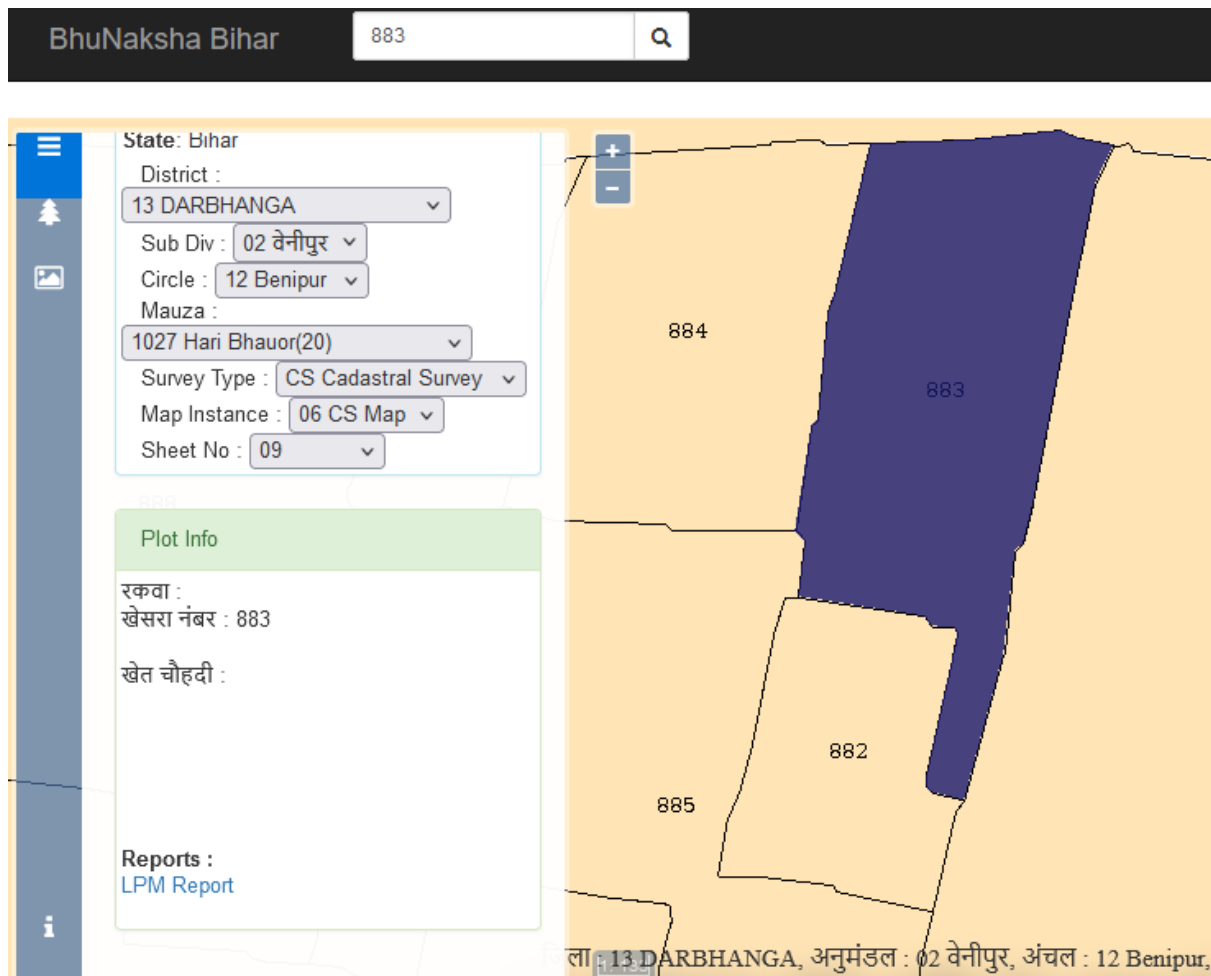 BhuNaksha Bihar
883
State: Bihar
District :
13 DARBHANGA
Sub Div : 02 वेनीपुर
Circle : 12 Benipur
Mauza :
1027 Hari Bhauor(20)
Survey Type : CS Cadastral Survey
Map Instance : 06 CS Map
Sheet No : 09
888
Plot Info
रकवा :
खेसरा नंबर : 883
खेत चौहदी :
Reports :
LPM Report
884
883
882
885
13 DARBHANGA, अनुमंडल : 02 वेनीपुर, अंचल : 12 Benipur,